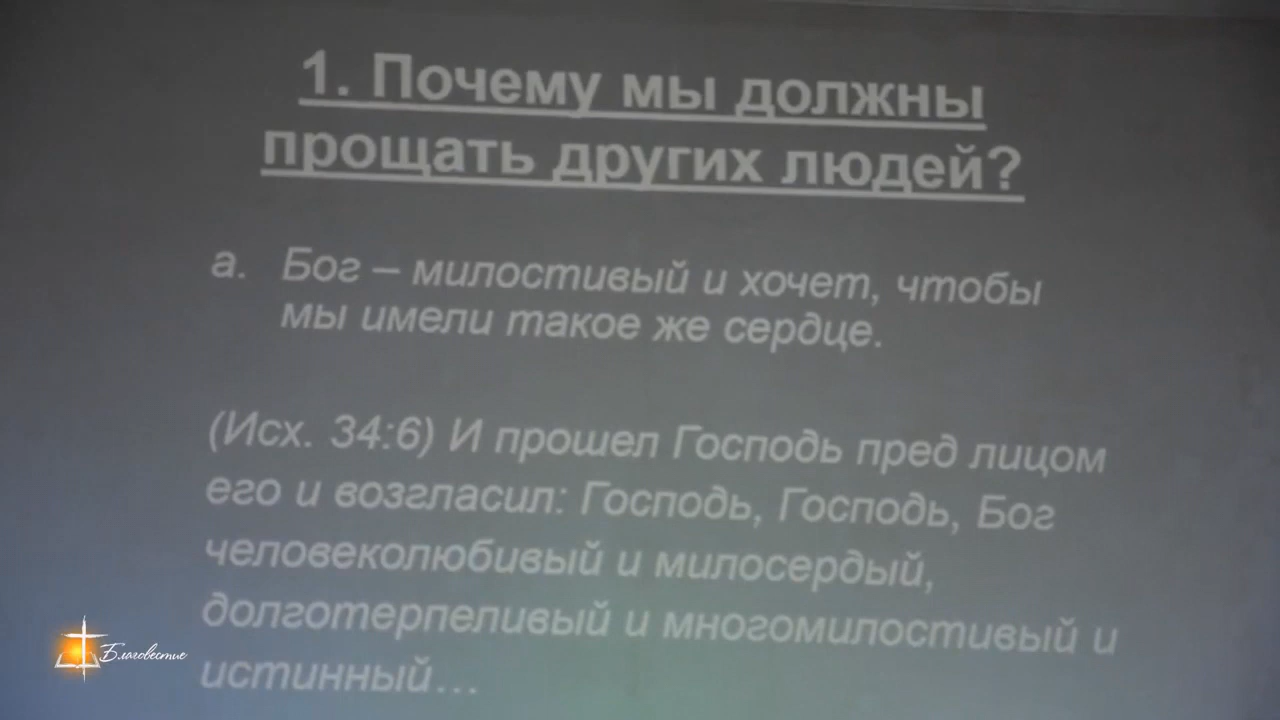 1. Почему мы должны
прощать других людей?
а. Бог – милостивый и хочет, чтобы
мы имели такое же сердце.
(Исх. 34:6) И прошел Господь пред лицом
его и возгласил: Господь, Господь, Бог
человеколюбивый и милосердый,
долготерпеливый и многомилостивый и
истинный…
Благовестие